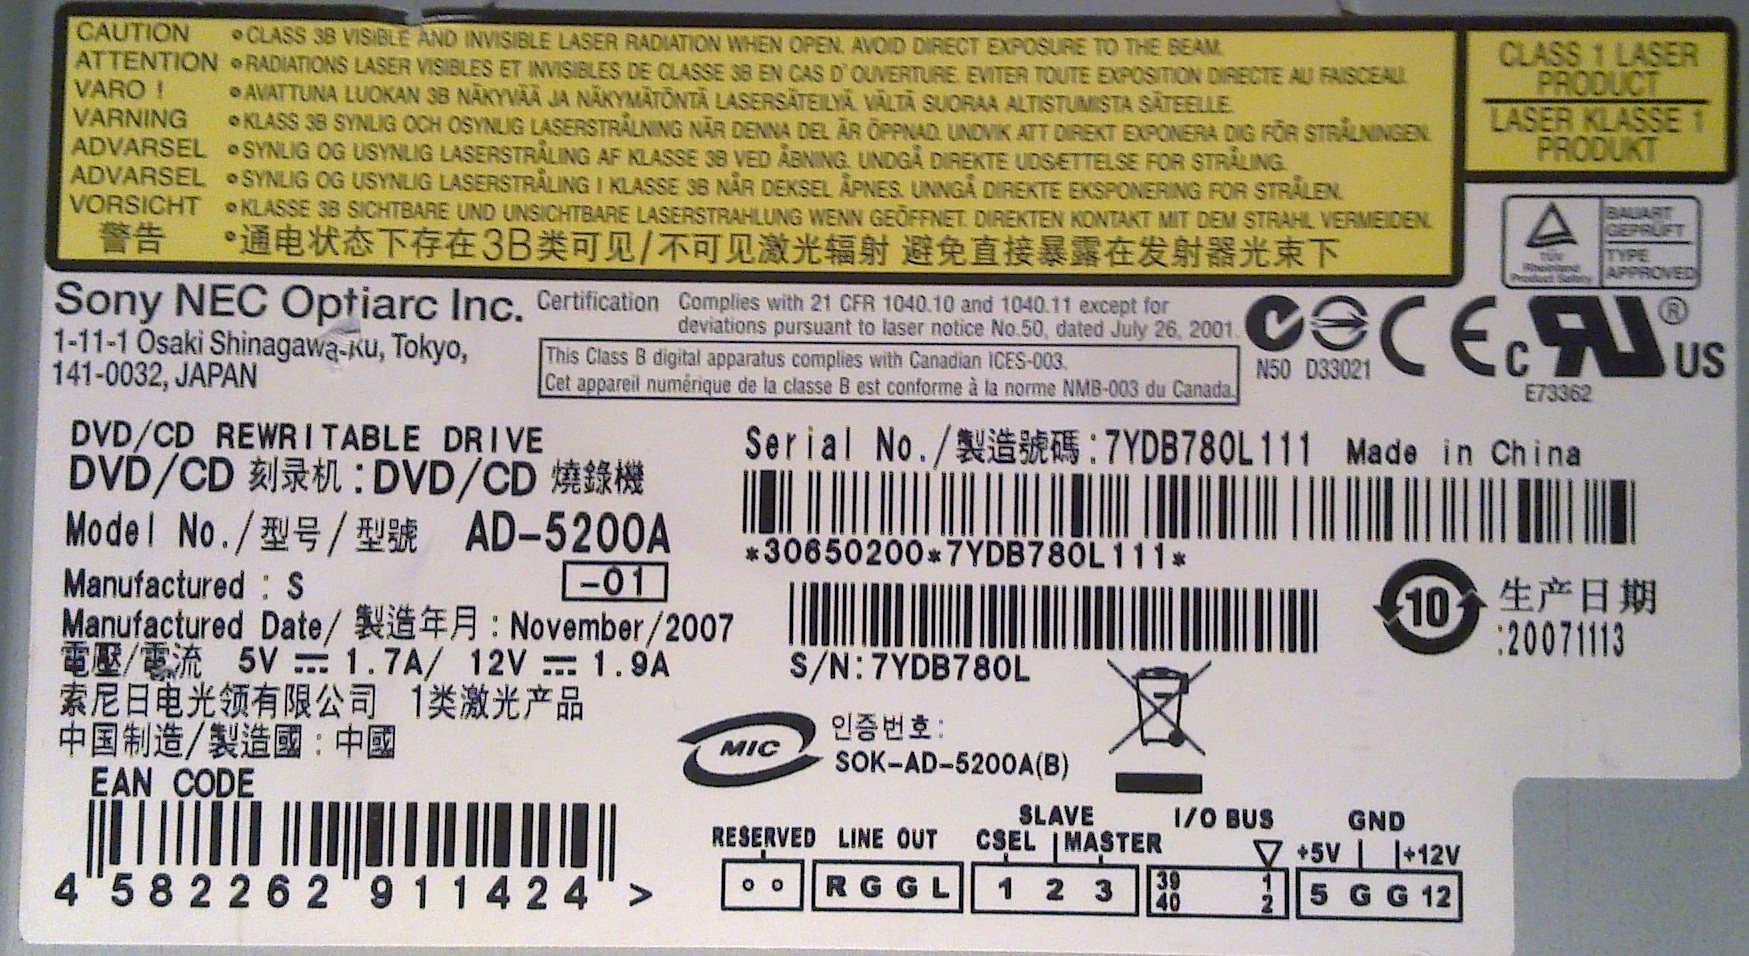 CAUTION •CLASS 3B VISIBLE AND INVISIBLE LASER RADIATION WHEN OPEN. AVOID DIRECT EXPOSURE TO THE BEAM.
ATTENTION •RADIATIONS LASER VISIBLES ET INVISIBLES DE CLASSE 3B EN CAS D'OUVERTURE. EVITER TOUTE EXPOSITION DIRECTE AU FAISCEAU.
VARO ! •AVATTUNA LUOKAN 3B NÄKYVÄÄ JA NÄKYMÄTÖNTÄ LASERSÄTEILYÄ. VÄLTÄ SUORAA ALTISTUMISTA SÄTEELLE.
VARNING •KLASS 3B SYNLIG OCH OSYNLIG LASERSTRÅLNING NÄR DENNA DEL ÄR ÖPPNAD. UNDVIK ATT DIREKT EXPONERA DIG FÖR STRÅLNINGEN.
ADVARSEL •SYNLIG OG USYNLIG LASERSTRÅLING AF KLASSE 3B VED ÅBNING. UNDGÅ DIREKTE UDSÆTTELSE FOR STRÅLING.
ADVARSEL •SYNLIG OG USYNLIG LASERSTRÅLING I KLASSE 3B NÅR DEKSEL ÅPNES. UNNGÅ DIREKTE EKSPONERING FOR STRÅLEN.
VORSICHT •KLASSE 3B SICHTBARE UND UNSICHTBARE LASERSTRAHLUNG WENN GEÖFFNET. DIREKTEN KONTAKT MIT DEM STRAHL VERMEIDEN.
警告 •通电状态下存在3B类可见/不可见激光辐射 避免直接暴露在发射器光束下
CLASS 1 LASER
PRODUCT
LASER KLASSE 1
PRODUKT
TÜV
Rheinland
Product Safety
BAUART
GEPRÜFT
TYPE
APPROVED
Sony NEC Optiarc Inc.
1-11-1 Osaki Shinagawa-ku, Tokyo,
141-0032, JAPAN
Certification Complies with 21 CFR 1040.10 and 1040.11 except for
deviations pursuant to laser notice No.50, dated July 26, 2001.
This Class B digital apparatus complies with Canadian ICES-003.
Cet appareil numérique de la classe B est conforme à la norme NMB-003 du Canada.
N50 D33021
CE
c RU ® US
E73362
DVD/CD REWRITABLE DRIVE
DVD/CD 刻录机:DVD/CD 燒錄機
Model No./型号/型號 AD-5200A
Manufactured : S -01
Manufactured Date/ 製造年月:November/2007
電壓/電流 5V ⎓ 1.7A/ 12V ⎓ 1.9A
索尼日电光领有限公司 1类激光产品
中国制造/製造國:中國
EAN CODE
4 582262 911424 >
Serial No./製造號碼:7YDB780L111 Made in China
*30650200*7YDB780L111*
S/N:7YDB780L
10 生产日期
:20071113
MIC
인증번호:
SOK-AD-5200A(B)
RESERVED
LINE OUT
R G G L
SLAVE
CSEL MASTER
1 2 3
I/O BUS
39 1
40 2
GND
+5V +12V
5 G G 12